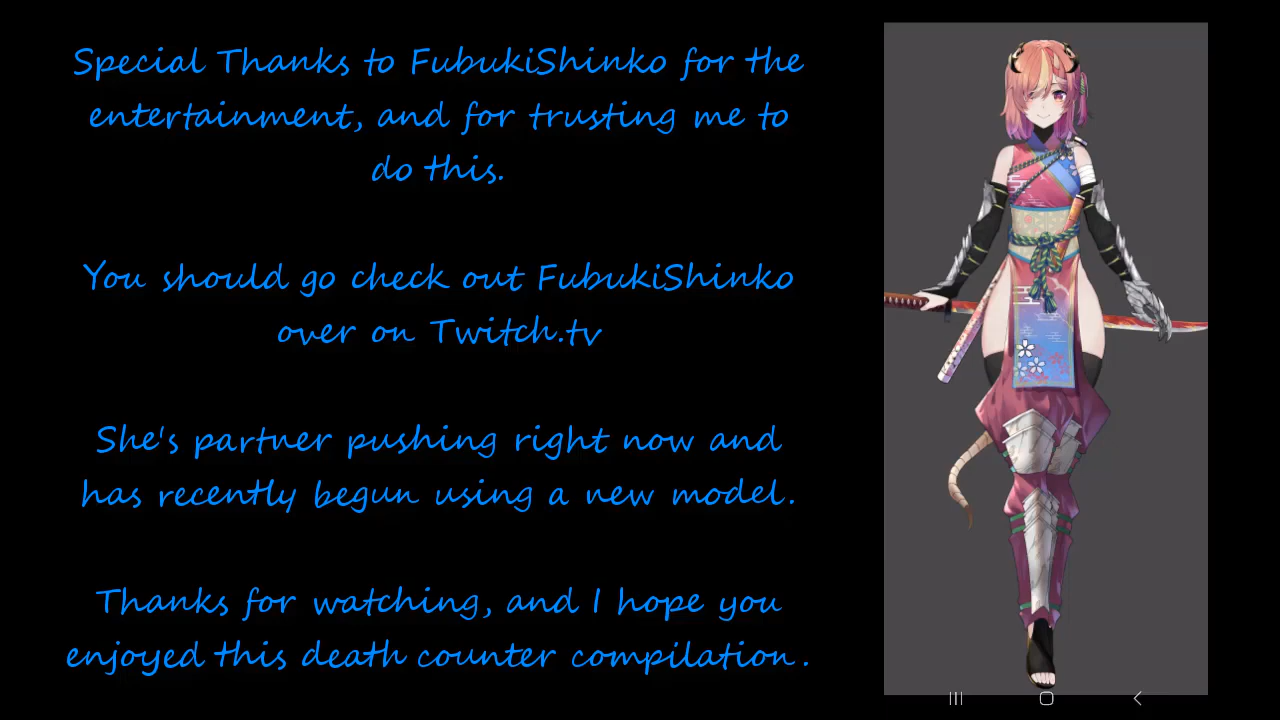 Special Thanks to FubukiShinko for the
entertainment, and for trusting me to
do this.
You should go check out FubukiShinko
over on Twitch.tv
She's partner pushing right now and
has recently begun using a new model.
Thanks for watching, and I hope you
enjoyed this death counter compilation.